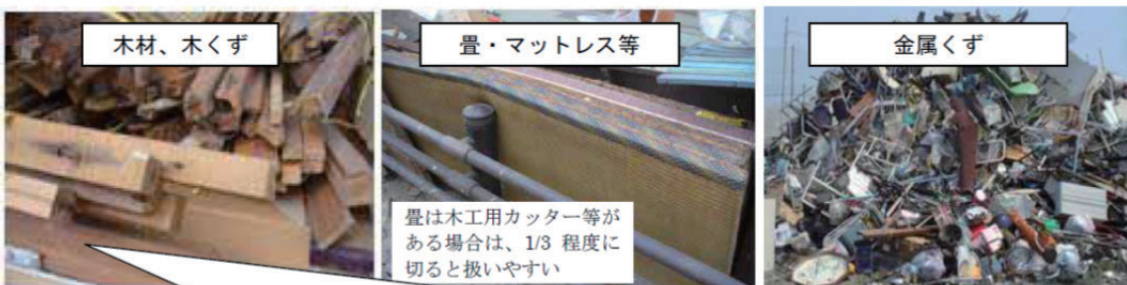 木材、木くず
畳・マットレス等
金属くず
畳は木工用カッター等が
ある場合は、1/3 程度に
切ると扱いやすい